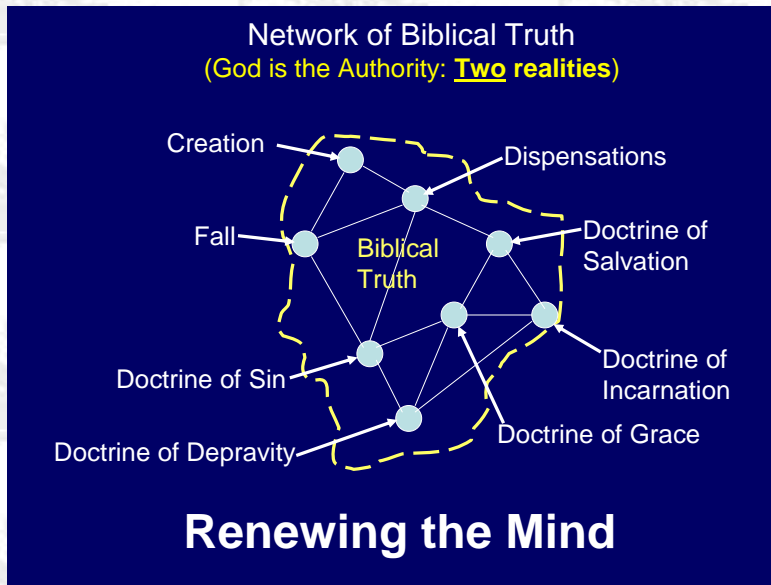 Network of Biblical Truth
(God is the Authority: Two realities)
Creation
Dispensations
Fall
Biblical
Truth
Doctrine of
Salvation
Doctrine of Sin
Doctrine of
Incarnation
Doctrine of Grace
Doctrine of Depravity
Renewing the Mind